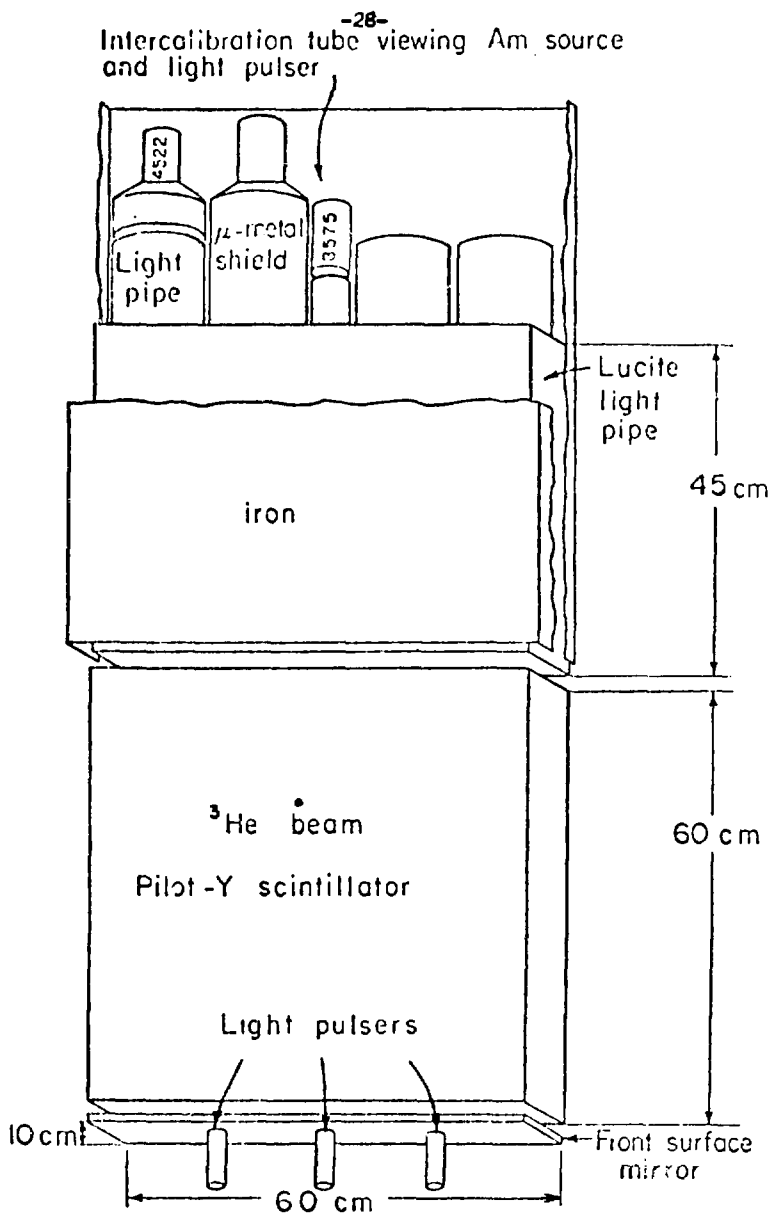 -28-
Intercalibration tube viewing Am source
and light pulser
4522
μ-metal
shield
3575
Light
pipe
Lucite
light
pipe
45 cm
iron
³He beam
Pilot-Y scintillator
60 cm
Light pulsers
10 cm
Front surface
mirror
60 cm